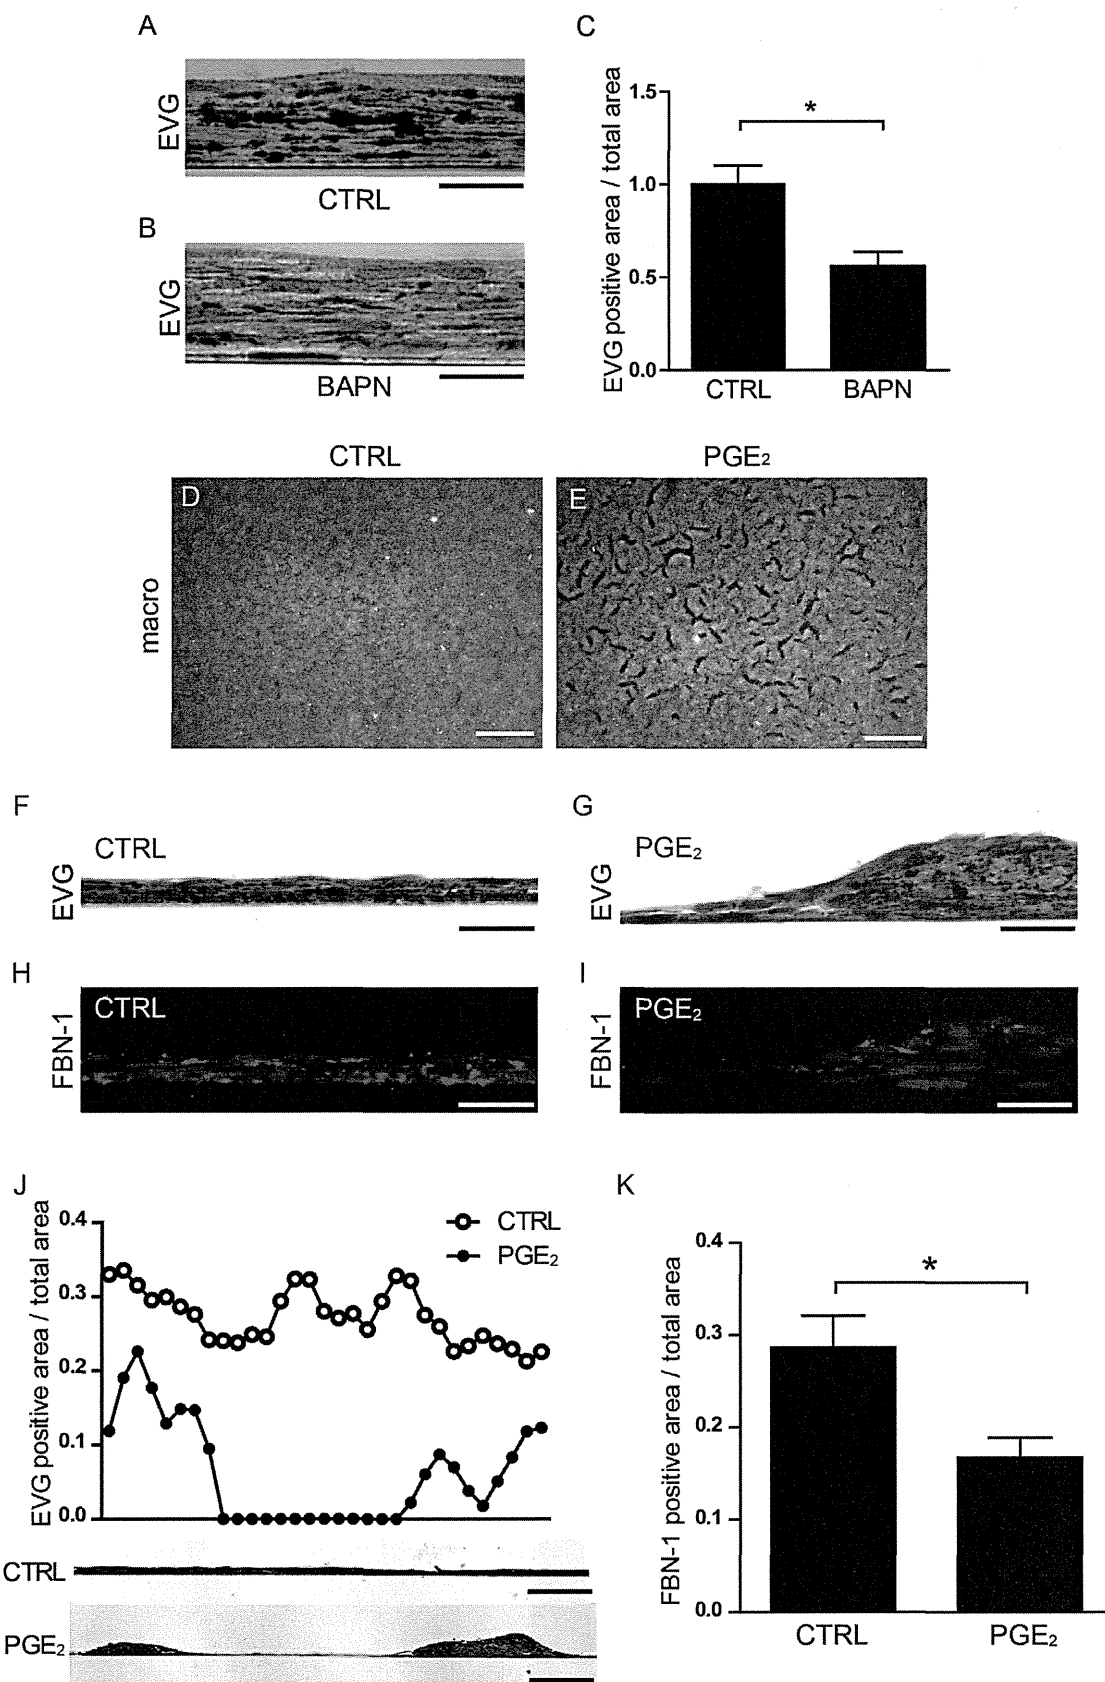 A
EVG
CTRL
B
EVG
BAPN
C
EVG positive area / total area
1.5
1.0
0.5
0.0
*
CTRL
BAPN
CTRL
PGE₂
macro
D
E
F
EVG
CTRL
G
EVG
PGE₂
H
FBN-1
CTRL
I
FBN-1
PGE₂
J
EVG positive area / total area
0.4
0.3
0.2
0.1
0.0
CTRL
PGE₂
CTRL
PGE₂
K
FBN-1 positive area / total area
0.4
0.3
0.2
0.1
0.0
*
CTRL
PGE₂